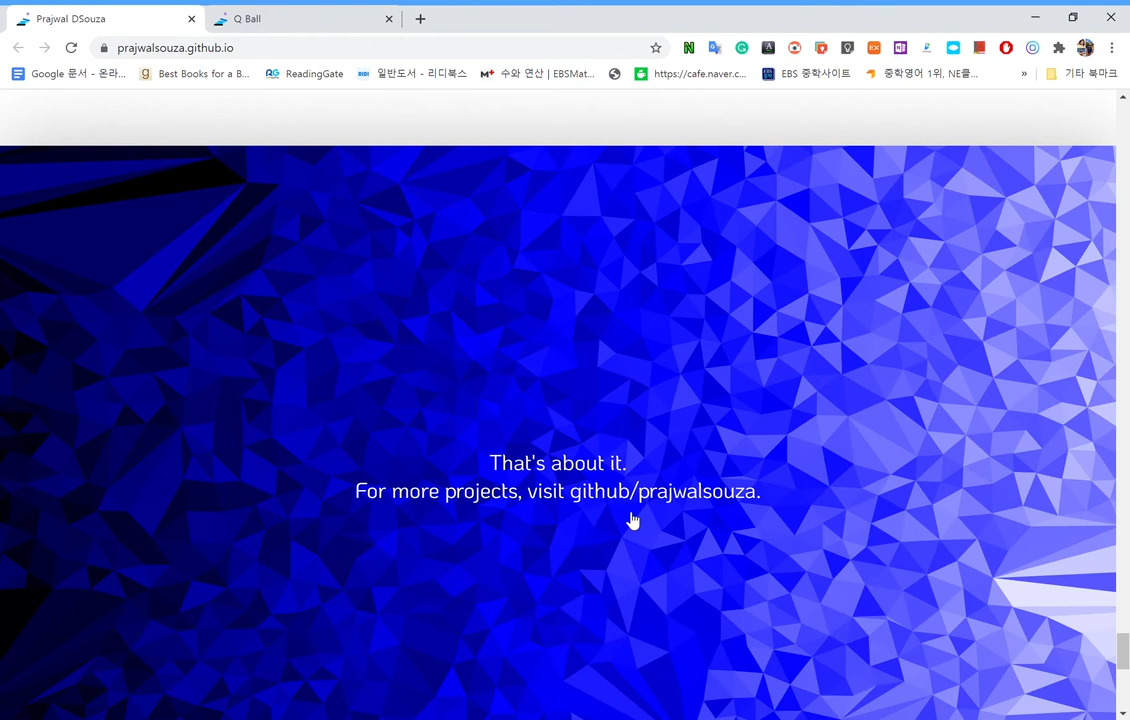 Prajwal DSouza
Q Ball
prajwalsouza.github.io
Google 문서 - 온라...
Best Books for a B...
ReadingGate
일반도서 - 리디북스
수와 연산 | EBSMat...
https://cafe.naver.c...
EBS 중학사이트
중학영어 1위, NE클...
»
기타 북마크
That's about it.
For more projects, visit github/prajwalsouza.